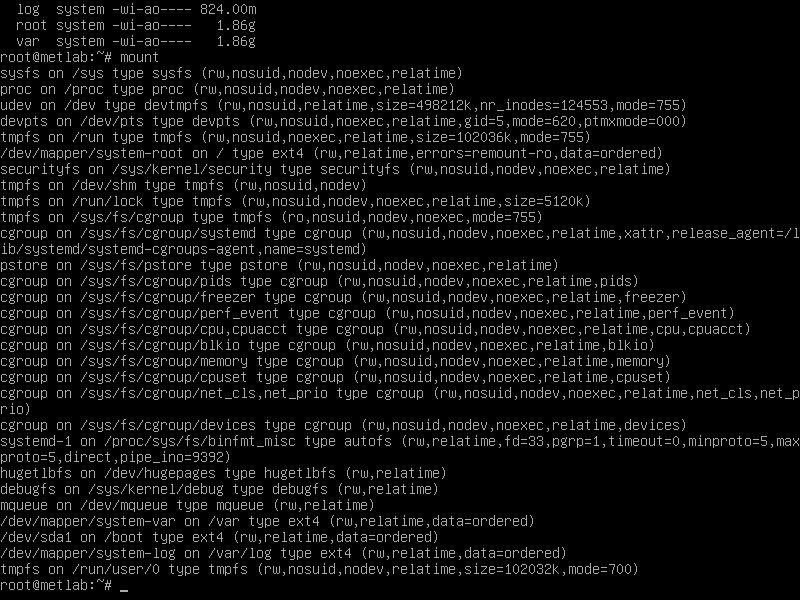 log  system -wi-ao---- 824.00m
root system -wi-ao----   1.86g
var  system -wi-ao----   1.86g
root@metlab:~# mount
sysfs on /sys type sysfs (rw,nosuid,nodev,noexec,relatime)
proc on /proc type proc (rw,nosuid,nodev,noexec,relatime)
udev on /dev type devtmpfs (rw,nosuid,relatime,size=498212k,nr_inodes=124553,mode=755)
devpts on /dev/pts type devpts (rw,nosuid,noexec,relatime,gid=5,mode=620,ptmxmode=000)
tmpfs on /run type tmpfs (rw,nosuid,noexec,relatime,size=102036k,mode=755)
/dev/mapper/system-root on / type ext4 (rw,relatime,errors=remount-ro,data=ordered)
securityfs on /sys/kernel/security type securityfs (rw,nosuid,nodev,noexec,relatime)
tmpfs on /dev/shm type tmpfs (rw,nosuid,nodev)
tmpfs on /run/lock type tmpfs (rw,nosuid,nodev,noexec,relatime,size=5120k)
tmpfs on /sys/fs/cgroup type tmpfs (ro,nosuid,nodev,noexec,mode=755)
cgroup on /sys/fs/cgroup/systemd type cgroup (rw,nosuid,nodev,noexec,relatime,xattr,release_agent=/l
ib/systemd/systemd-cgroups-agent,name=systemd)
pstore on /sys/fs/pstore type pstore (rw,nosuid,nodev,noexec,relatime)
cgroup on /sys/fs/cgroup/pids type cgroup (rw,nosuid,nodev,noexec,relatime,pids)
cgroup on /sys/fs/cgroup/freezer type cgroup (rw,nosuid,nodev,noexec,relatime,freezer)
cgroup on /sys/fs/cgroup/perf_event type cgroup (rw,nosuid,nodev,noexec,relatime,perf_event)
cgroup on /sys/fs/cgroup/cpu,cpuacct type cgroup (rw,nosuid,nodev,noexec,relatime,cpu,cpuacct)
cgroup on /sys/fs/cgroup/blkio type cgroup (rw,nosuid,nodev,noexec,relatime,blkio)
cgroup on /sys/fs/cgroup/memory type cgroup (rw,nosuid,nodev,noexec,relatime,memory)
cgroup on /sys/fs/cgroup/cpuset type cgroup (rw,nosuid,nodev,noexec,relatime,cpuset)
cgroup on /sys/fs/cgroup/net_cls,net_prio type cgroup (rw,nosuid,nodev,noexec,relatime,net_cls,net_p
rio)
cgroup on /sys/fs/cgroup/devices type cgroup (rw,nosuid,nodev,noexec,relatime,devices)
systemd-1 on /proc/sys/fs/binfmt_misc type autofs (rw,relatime,fd=33,pgrp=1,timeout=0,minproto=5,max
proto=5,direct,pipe_ino=9392)
hugetlbfs on /dev/hugepages type hugetlbfs (rw,relatime)
debugfs on /sys/kernel/debug type debugfs (rw,relatime)
mqueue on /dev/mqueue type mqueue (rw,relatime)
/dev/mapper/system-var on /var type ext4 (rw,relatime,data=ordered)
/dev/sda1 on /boot type ext4 (rw,relatime,data=ordered)
/dev/mapper/system-log on /var/log type ext4 (rw,relatime,data=ordered)
tmpfs on /run/user/0 type tmpfs (rw,nosuid,nodev,relatime,size=102032k,mode=700)
root@metlab:~# _